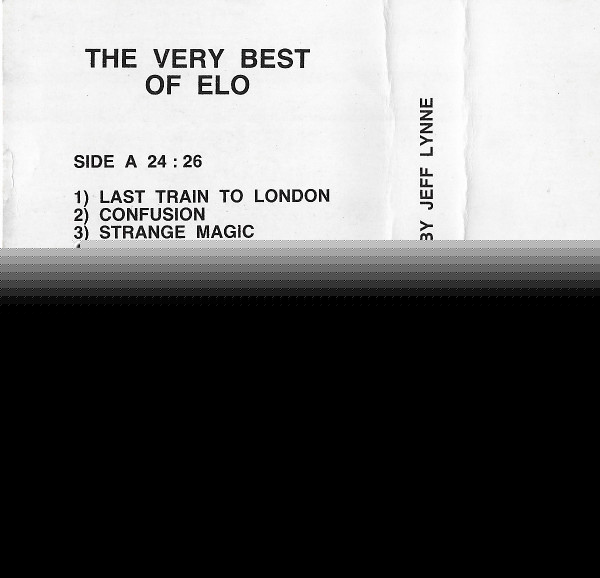 THE VERY BEST
OF ELO
SIDE A 24 : 26
1) LAST TRAIN TO LONDON
2) CONFUSION
3) STRANGE MAGIC
BY JEFF LYNNE